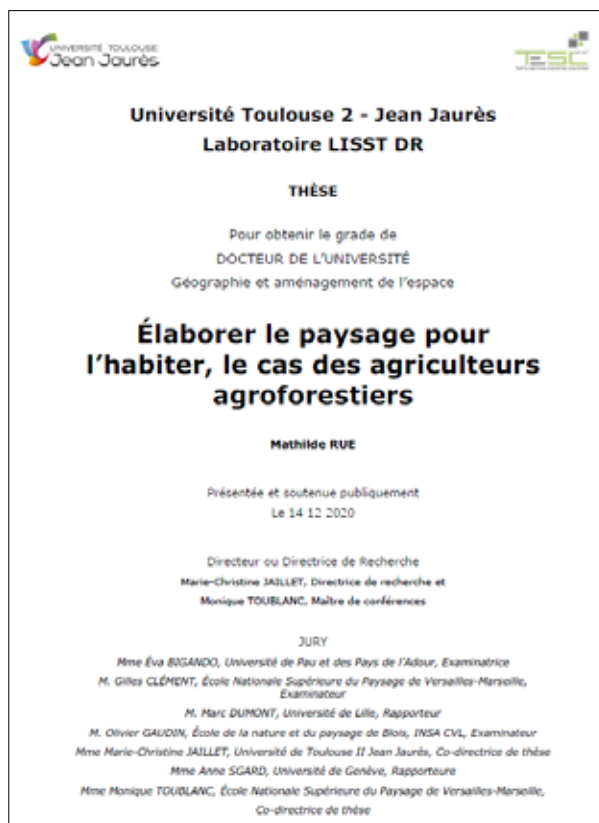 UNIVERSITÉ TOULOUSE
Jean Jaurès
TESC
Université Toulouse 2 - Jean Jaurès
Laboratoire LISST DR
THÈSE
Pour obtenir le grade de
DOCTEUR DE L'UNIVERSITÉ
Géographie et aménagement de l'espace
Élaborer le paysage pour
l'habiter, le cas des agriculteurs
agroforestiers
Mathilde RUE
Présentée et soutenue publiquement
Le 14 12 2020
Directeur ou Directrice de Recherche
Marie-Christine JAILLET, Directrice de recherche et
Monique TOUBLANC, Maître de conférences
JURY
Mme Éva BIGANDO, Université de Pau et des Pays de l'Adour, Examinatrice
M. Gilles CLÉMENT, École Nationale Supérieure du Paysage de Versailles-Marseille,
Examinateur
M. Marc DUMONT, Université de Lille, Rapporteur
M. Olivier GAUDIN, École de la nature et du paysage de Blois, INSA CVL, Examinateur
Mme Marie-Christine JAILLET, Université de Toulouse II Jean Jaurès, Co-directrice de thèse
Mme Anne SGARD, Université de Genève, Rapporteure
Mme Monique TOUBLANC, École Nationale Supérieure du Paysage de Versailles-Marseille,
Co-directrice de thèse